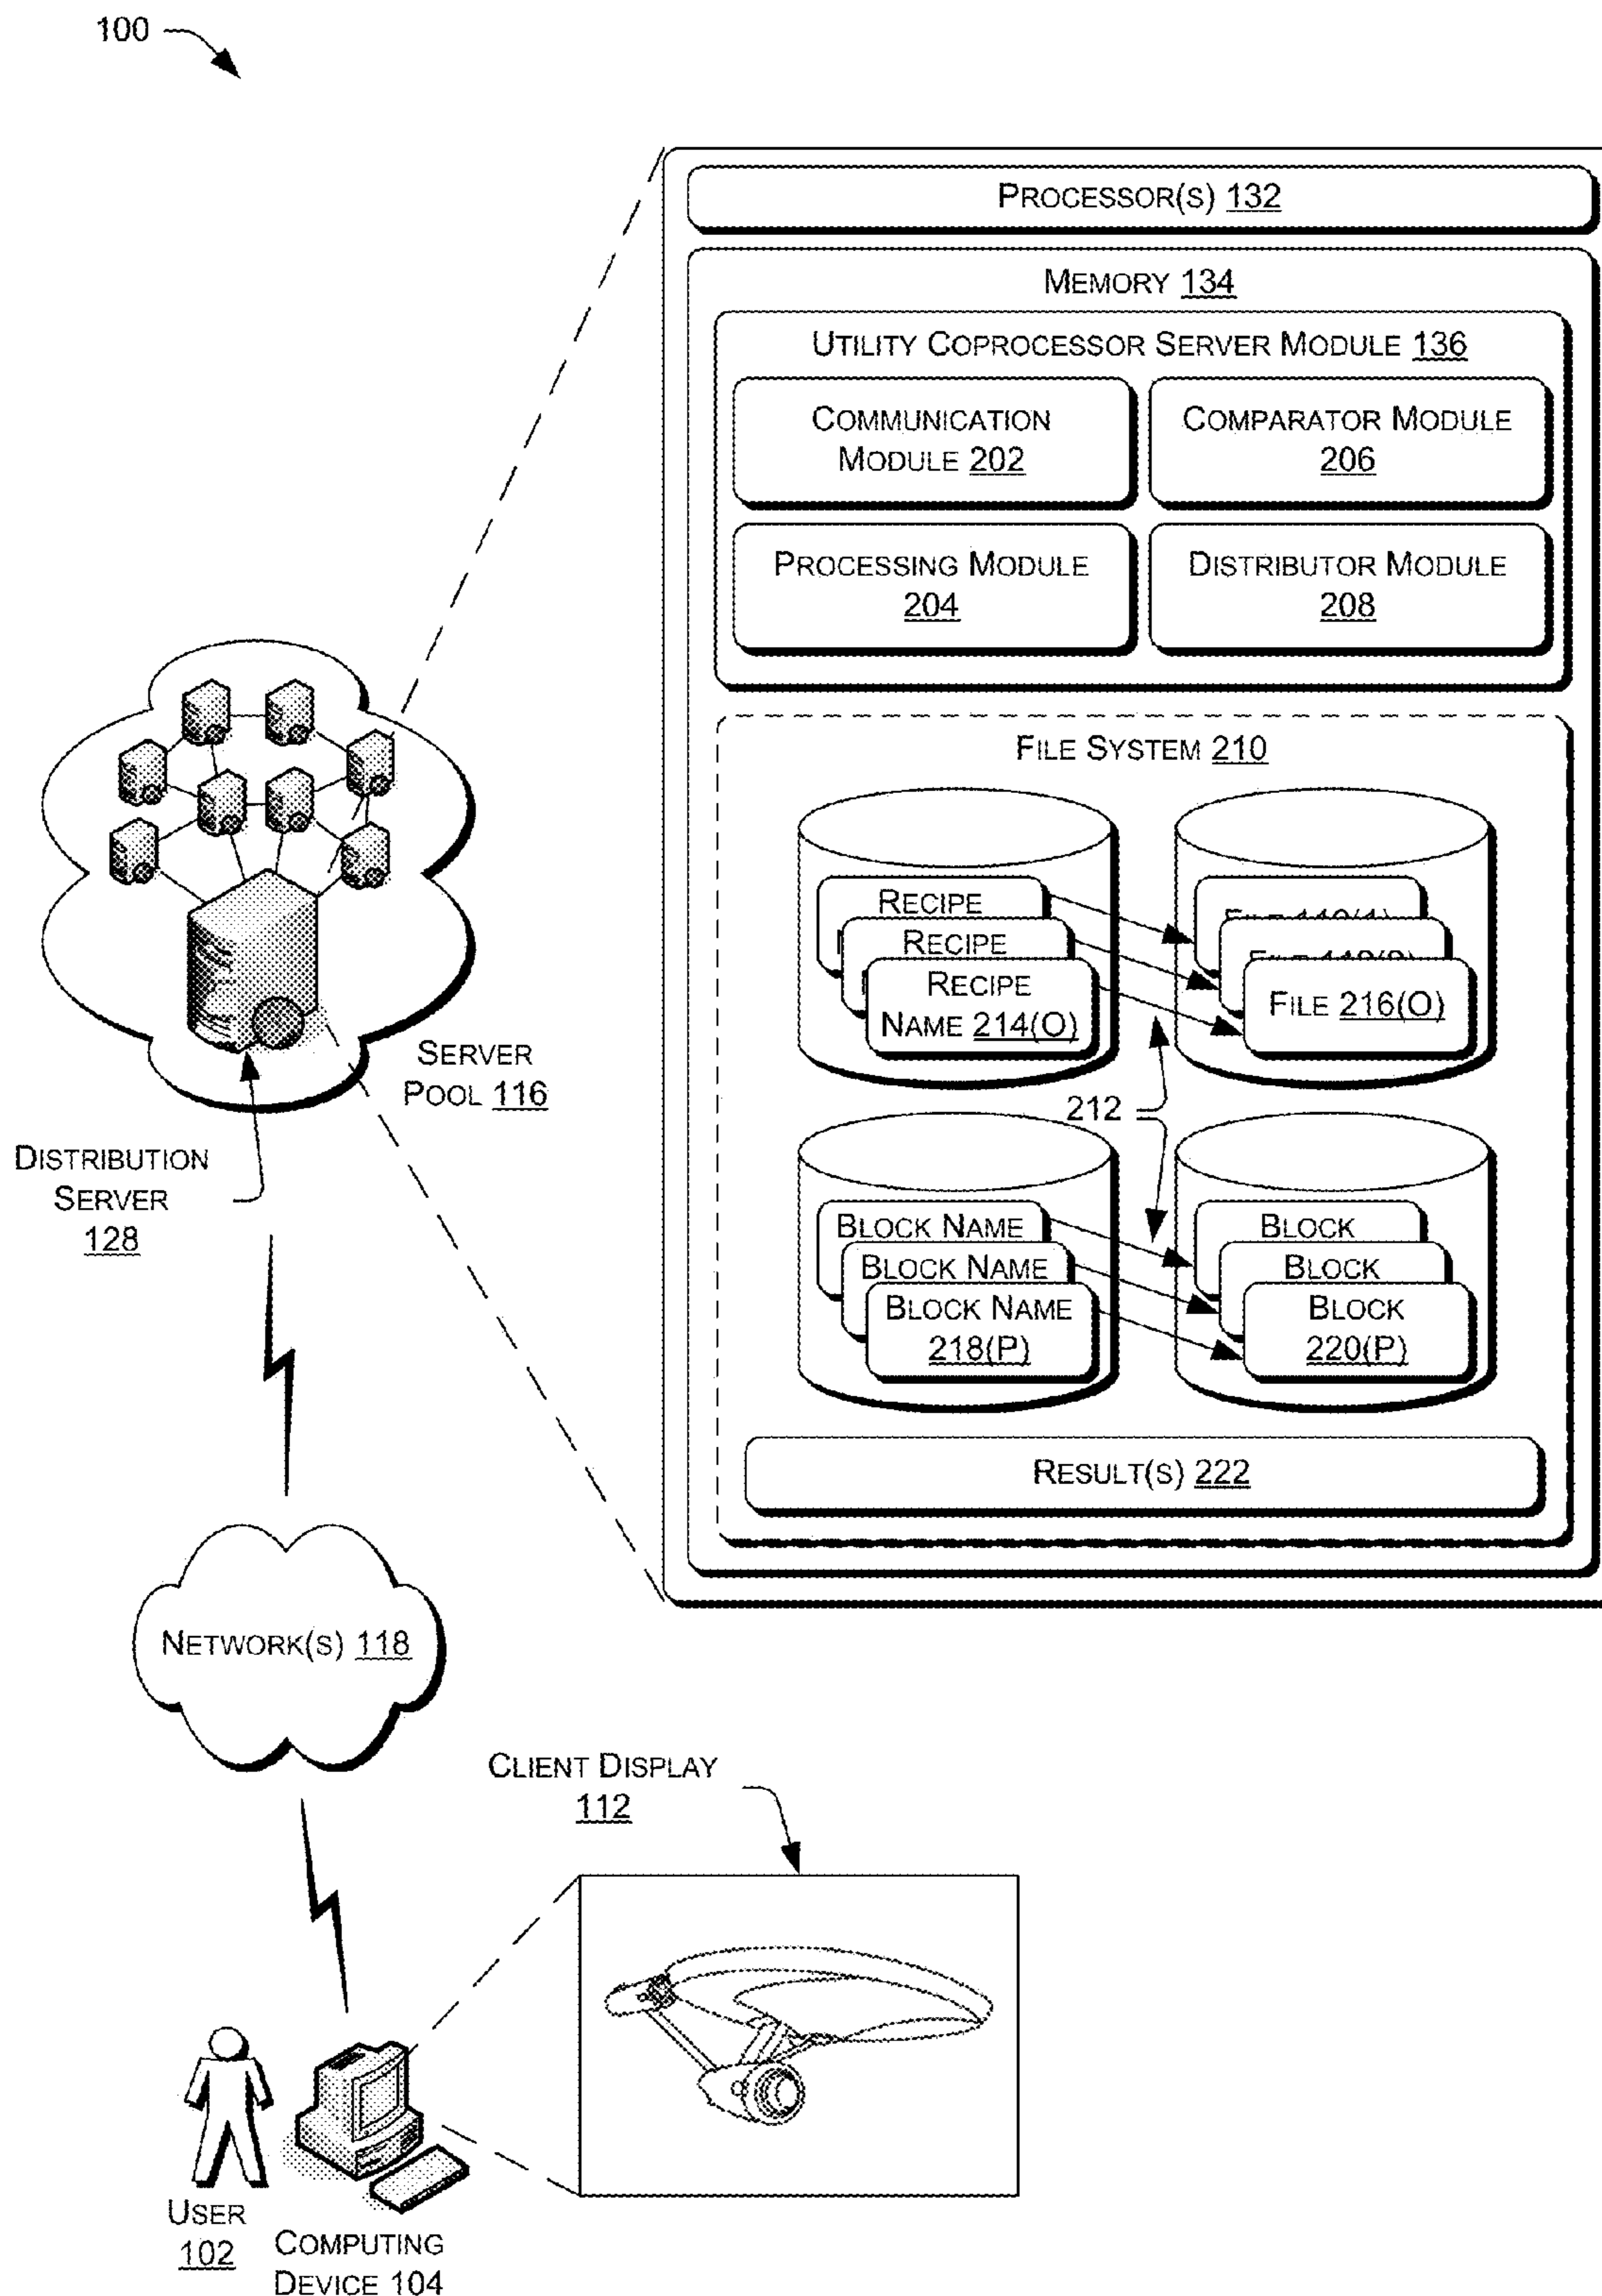 100
PROCESSOR(S) 132
MEMORY 134
UTILITY COPROCESSOR SERVER MODULE 136
COMMUNICATION
MODULE 202
COMPARATOR MODULE
206
PROCESSING MODULE
204
DISTRIBUTOR MODULE
208
FILE SYSTEM 210
RECIPE
RECIPE
RECIPE
NAME 214(O)
FILE 216(O)
212
BLOCK NAME
BLOCK NAME
BLOCK NAME
218(P)
BLOCK
BLOCK
BLOCK
220(P)
RESULT(S) 222
SERVER
POOL 116
DISTRIBUTION
SERVER
128
NETWORK(S) 118
CLIENT DISPLAY
112
USER
102
COMPUTING
DEVICE 104